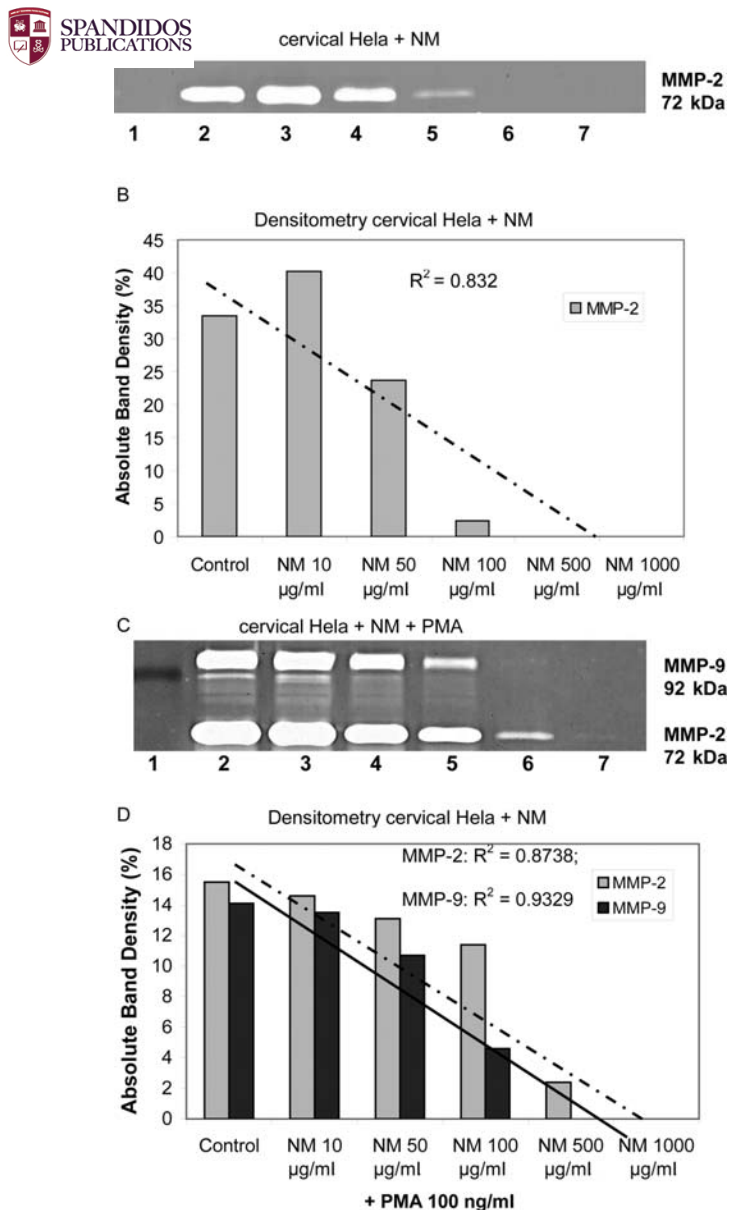 SPANDIDOS
PUBLICATIONS
cervical Hela + NM
MMP-2
72 kDa
1 2 3 4 5 6 7
B
Densitometry cervical Hela + NM
45
40
35
30
25
20
15
10
5
0
Absolute Band Density (%)
R² = 0.832
MMP-2
Control NM 10 NM 50 NM 100 NM 500 NM 1000
µg/ml µg/ml µg/ml µg/ml µg/ml
C
cervical Hela + NM + PMA
MMP-9
92 kDa
MMP-2
72 kDa
1 2 3 4 5 6 7
D
Densitometry cervical Hela + NM
18
16
14
12
10
8
6
4
2
0
Absolute Band Density (%)
MMP-2: R² = 0.8738;
MMP-9: R² = 0.9329
MMP-2
MMP-9
Control NM 10 NM 50 NM 100 NM 500 NM 1000
µg/ml µg/ml µg/ml µg/ml µg/ml
+ PMA 100 ng/ml